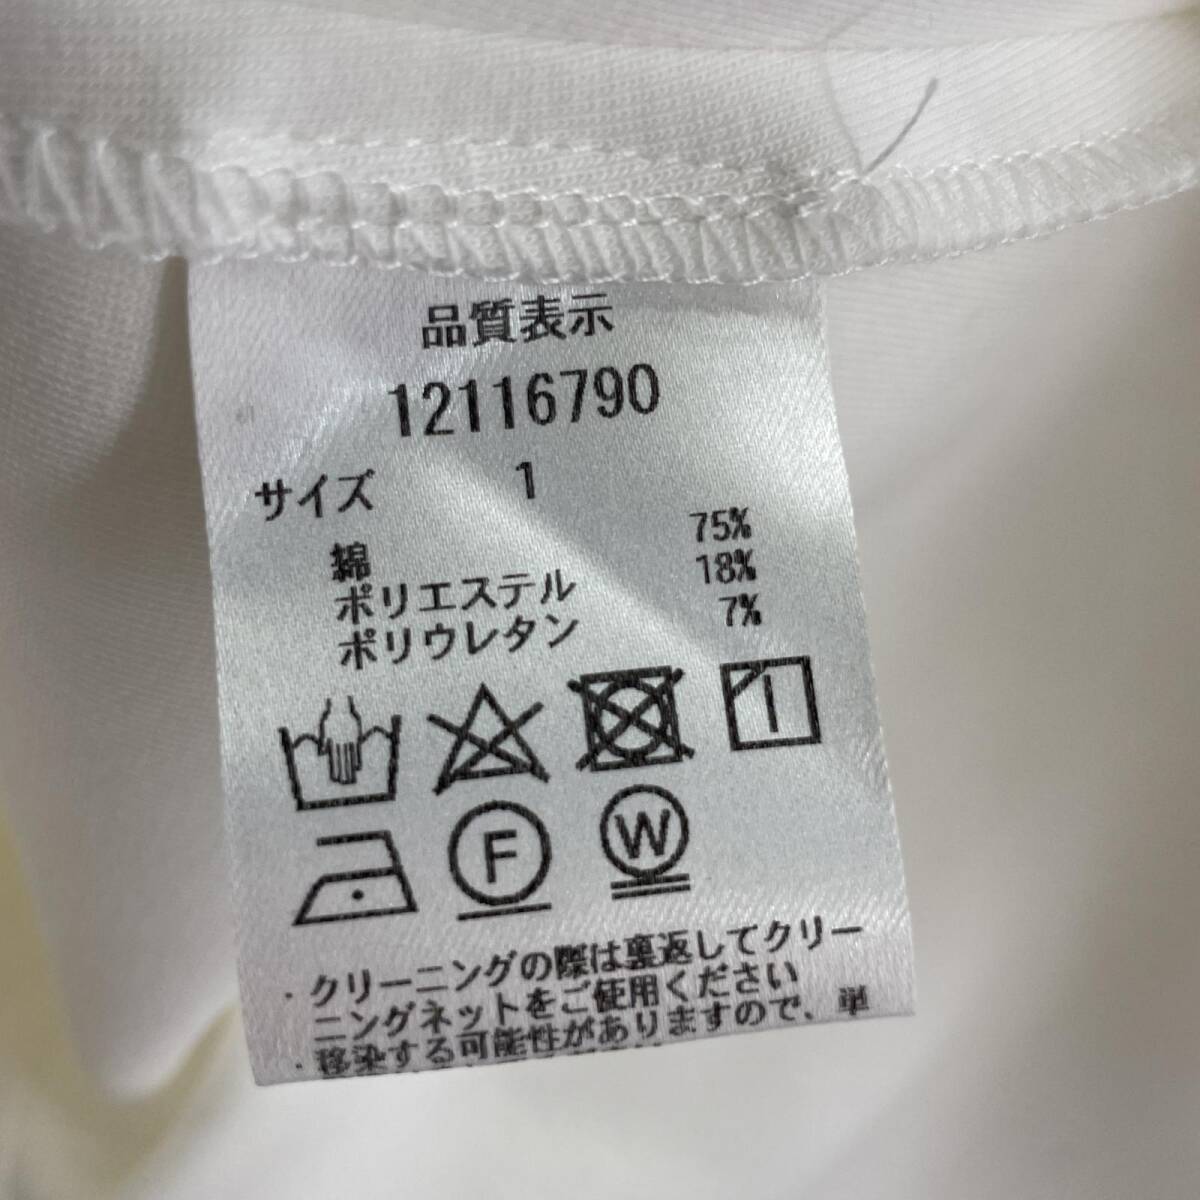 品質表示
12116790
サイズ 1
綿 75%
ポリエステル 18%
ポリウレタン 7%
F
W
・クリーニングの際は裏返してクリー
ニングネットをご使用ください
・移染する可能性がありますので、単